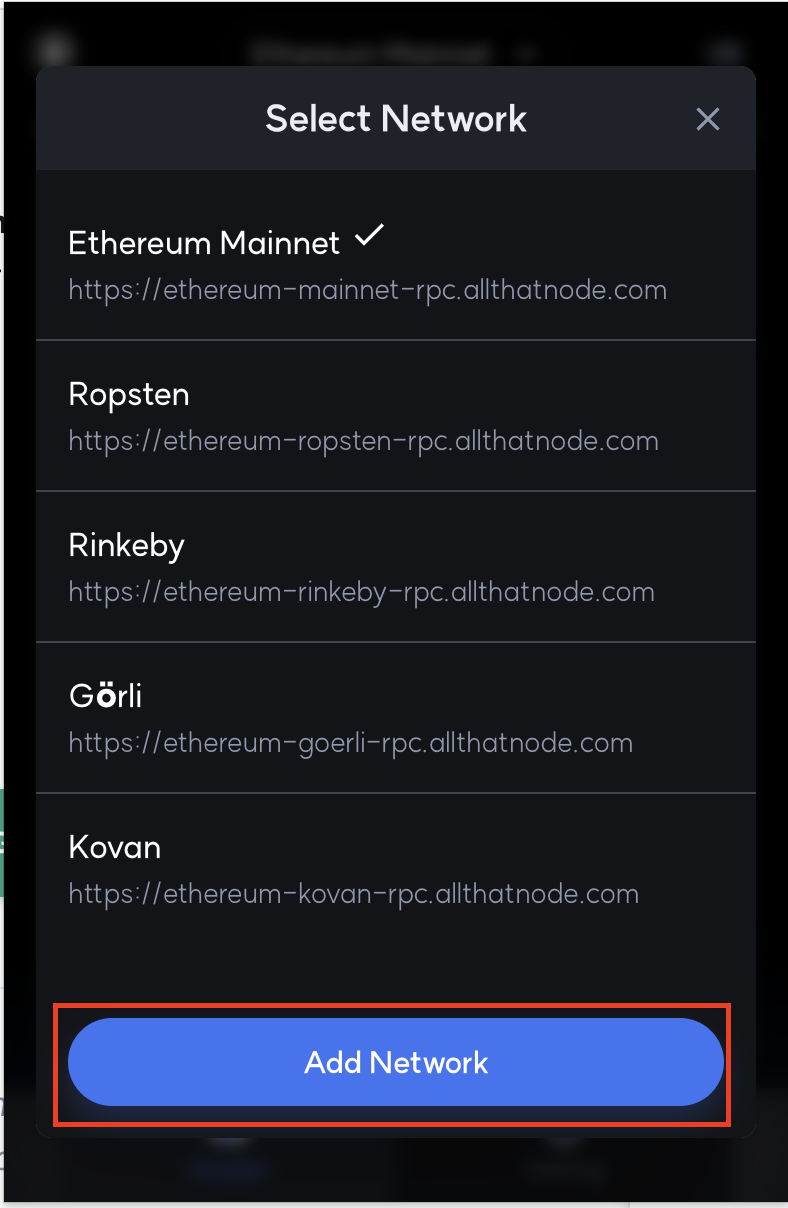 Ethereum Mainnet
Select Network
Ethereum Mainnet
https://ethereum-mainnet-rpc.allthatnode.com
Ropsten
https://ethereum-ropsten-rpc.allthatnode.com
Rinkeby
https://ethereum-rinkeby-rpc.allthatnode.com
Görli
https://ethereum-goerli-rpc.allthatnode.com
Kovan
https://ethereum-kovan-rpc.allthatnode.com
Add Network